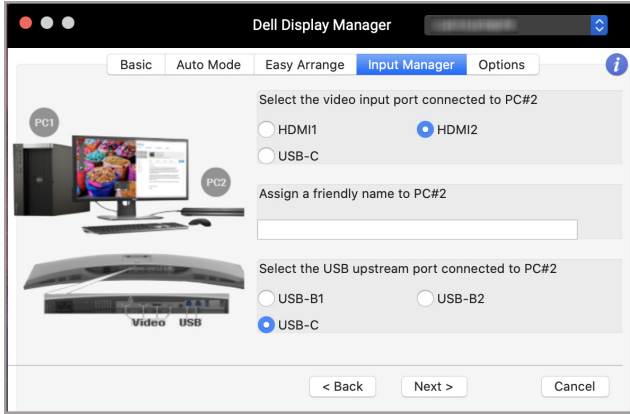 Dell Display Manager
Basic
Auto Mode
Easy Arrange
Input Manager
Options
i
Select the video input port connected to PC#2
PC1
HDMI1
HDMI2
USB-C
PC2
Assign a friendly name to PC#2
Select the USB upstream port connected to PC#2
USB-B1
USB-B2
Video
USB
USB-C
< Back
Next >
Cancel